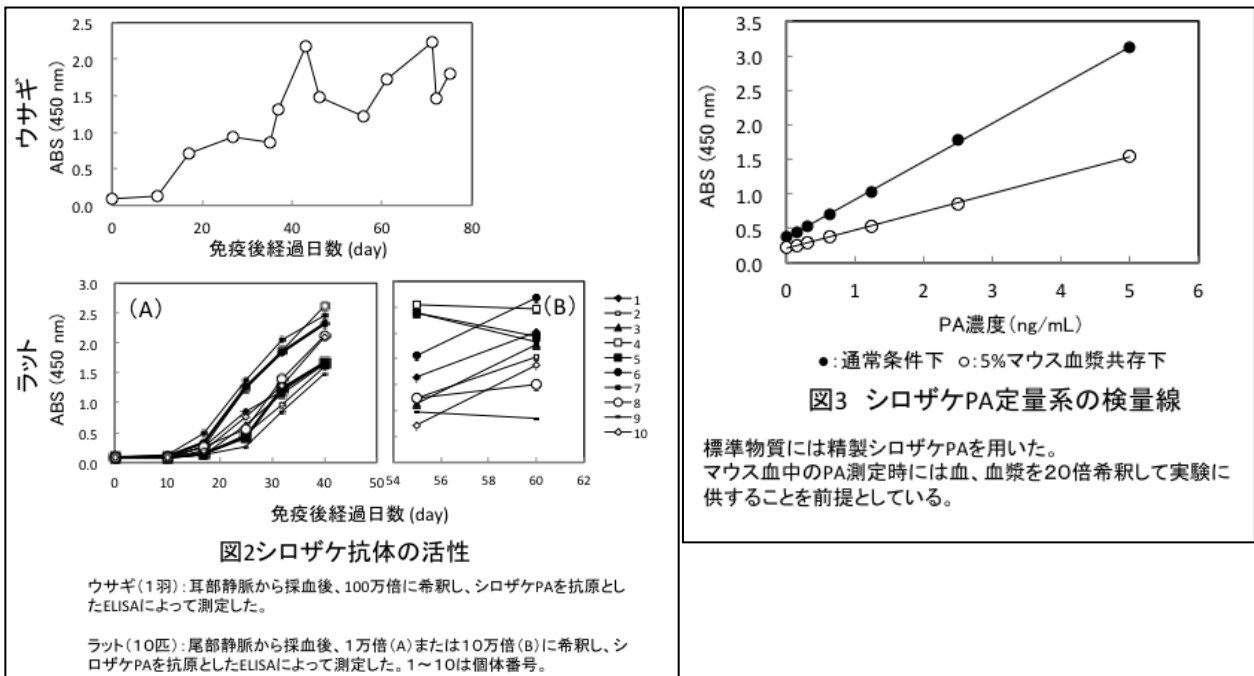 ウサギ
ABS (450 nm)
2.5
2.0
1.5
1.0
0.5
0.0
0 20 40 60 80
免疫後経過日数 (day)
ラット
ABS (450 nm)
3.0
2.5
2.0
1.5
1.0
0.5
0.0
(A)
0 10 20 30 40 50
(B)
54 56 58 60 62
1
2
3
4
5
6
7
8
9
10
免疫後経過日数 (day)
図2シロザケ抗体の活性
ウサギ(1羽): 耳部静脈から採血後、100万倍に希釈し、シロザケPAを抗原とし
たELISAによって測定した。
ラット(10匹): 尾部静脈から採血後、1万倍(A)または10万倍(B)に希釈し、シ
ロザケPAを抗原としたELISAによって測定した。1～10は個体番号。
ABS (450 nm)
3.5
3.0
2.5
2.0
1.5
1.0
0.5
0.0
0 1 2 3 4 5 6
PA濃度(ng/mL)
●: 通常条件下 ○: 5%マウス血漿共存下
図3 シロザケPA定量系の検量線
標準物質には精製シロザケPAを用いた。
マウス血中のPA測定時には血、血漿を20倍希釈して実験に
供することを前提としている。